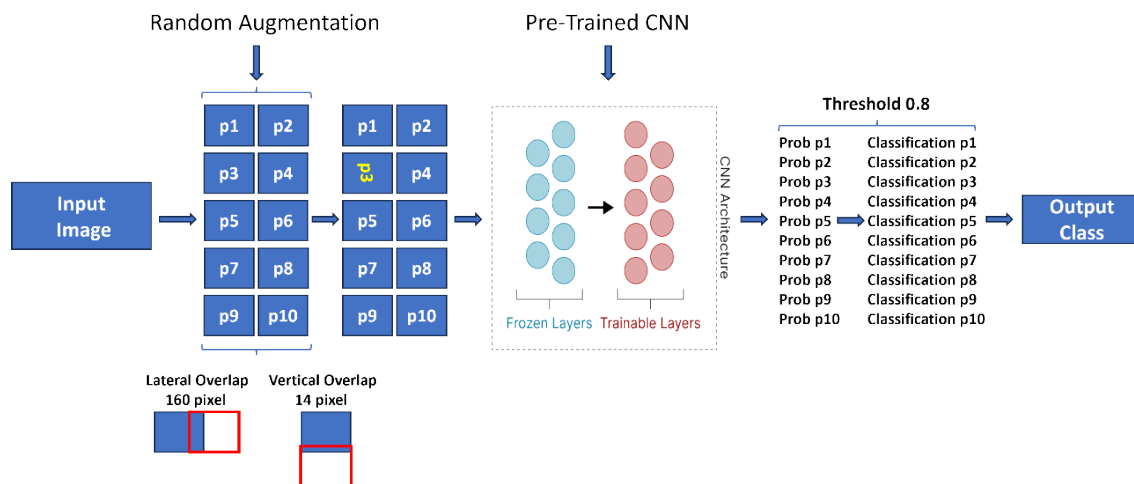 Random Augmentation
Pre-Trained CNN
Input
Image
p1 p2
p3 p4
p5 p6
p7 p8
p9 p10
p1 p2
p3 p4
p5 p6
p7 p8
p9 p10
Lateral Overlap
160 pixel
Vertical Overlap
14 pixel
Frozen Layers
Trainable Layers
CNN Architecture
Threshold 0.8
Prob p1 Classification p1
Prob p2 Classification p2
Prob p3 Classification p3
Prob p4 Classification p4
Prob p5 Classification p5
Prob p6 Classification p6
Prob p7 Classification p7
Prob p8 Classification p8
Prob p9 Classification p9
Prob p10 Classification p10
Output
Class